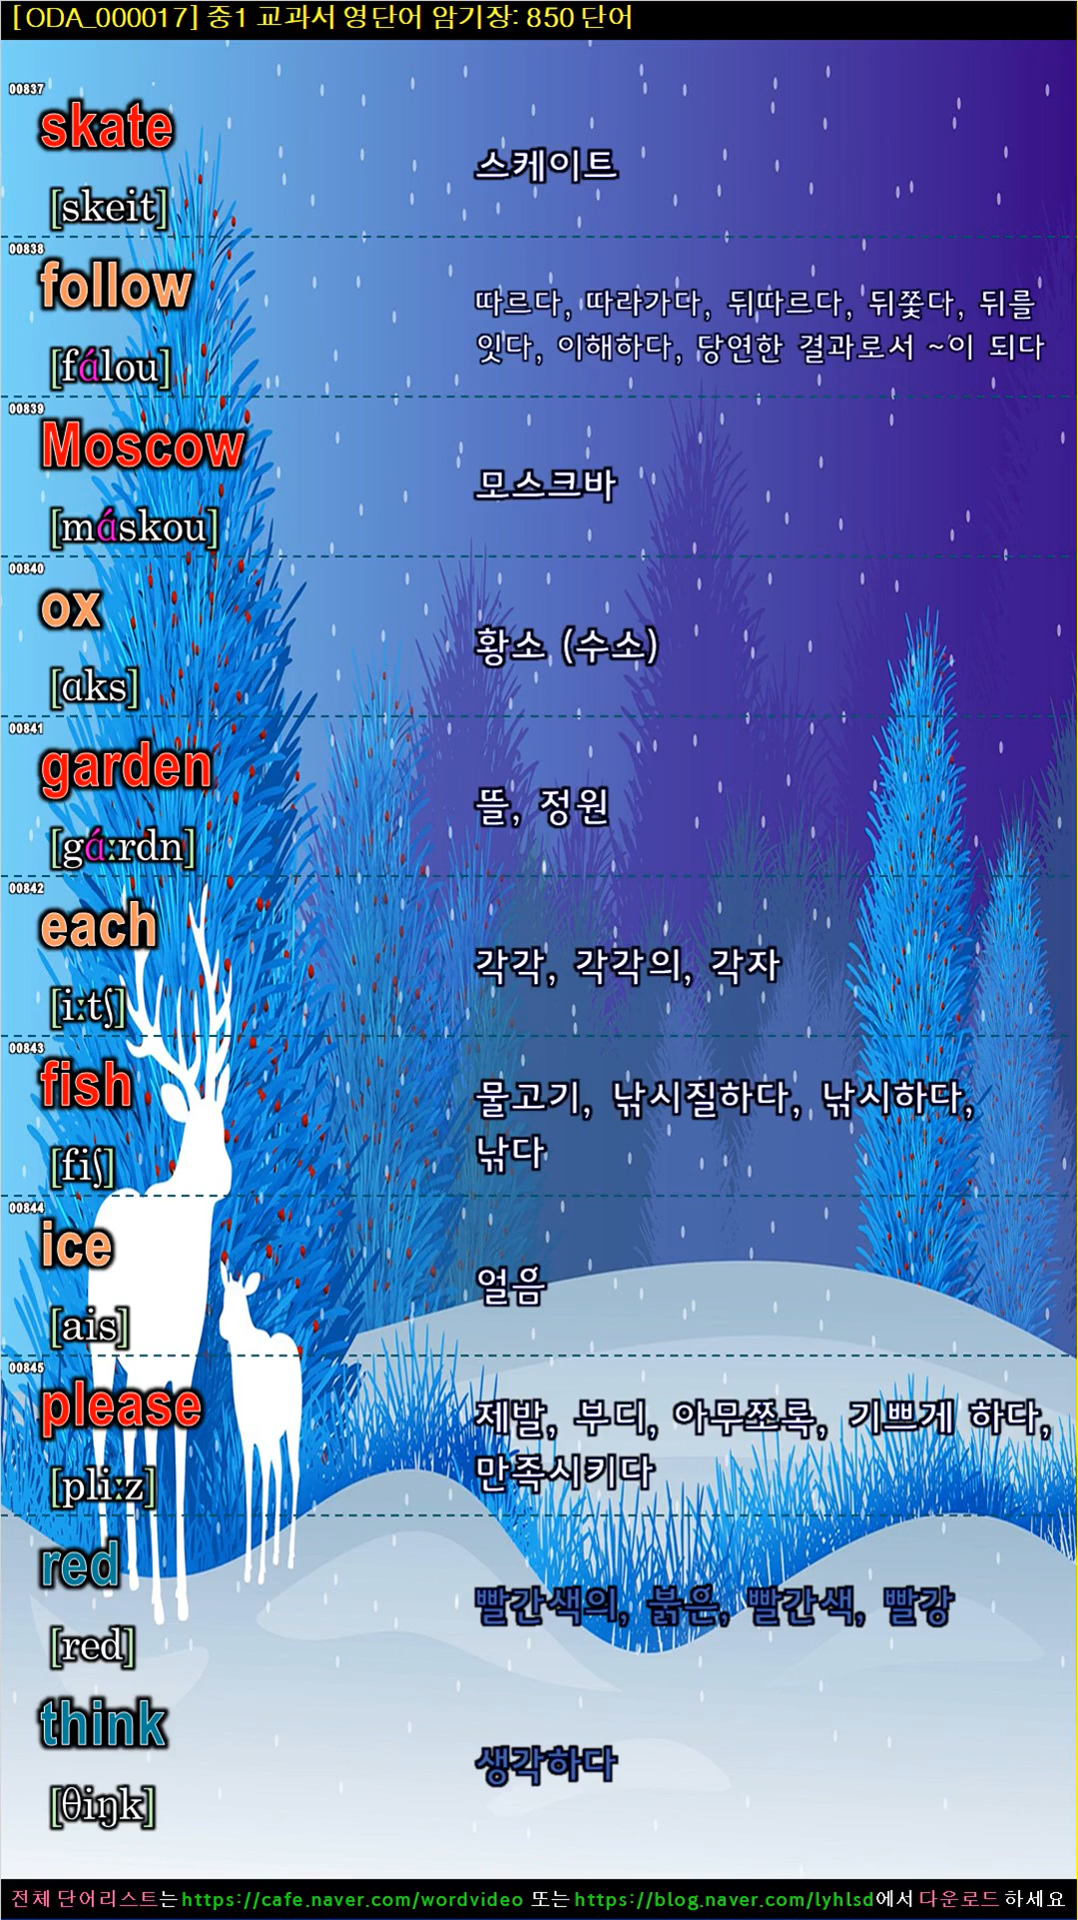 [ODA_000017] 중1 교과서 영단어 암기장: 850 단어
00837
skate
스케이트
[skeit]
00838
follow
따르다, 따라가다, 뒤따르다, 뒤쫓다, 뒤를
잇다, 이해하다, 당연한 결과로서 ~이 되다
[fálou]
00839
Moscow
모스크바
[máskou]
00840
ox
황소 (수소)
[ɑks]
00841
garden
뜰, 정원
[gáːrdn]
00842
each
각각, 각각의, 각자
[iːtʃ]
00843
fish
물고기, 낚시질하다, 낚시하다,
낚다
[fiʃ]
00844
ice
얼음
[ais]
00845
please
제발, 부디, 아무쪼록, 기쁘게 하다,
만족시키다
[pliːz]
red
빨간색의, 붉은, 빨간색, 빨강
[red]
think
생각하다
[θiŋk]
전체 단어리스트는 https://cafe.naver.com/wordvideo 또는 https://blog.naver.com/lyhlsd에서 다운로드 하세요